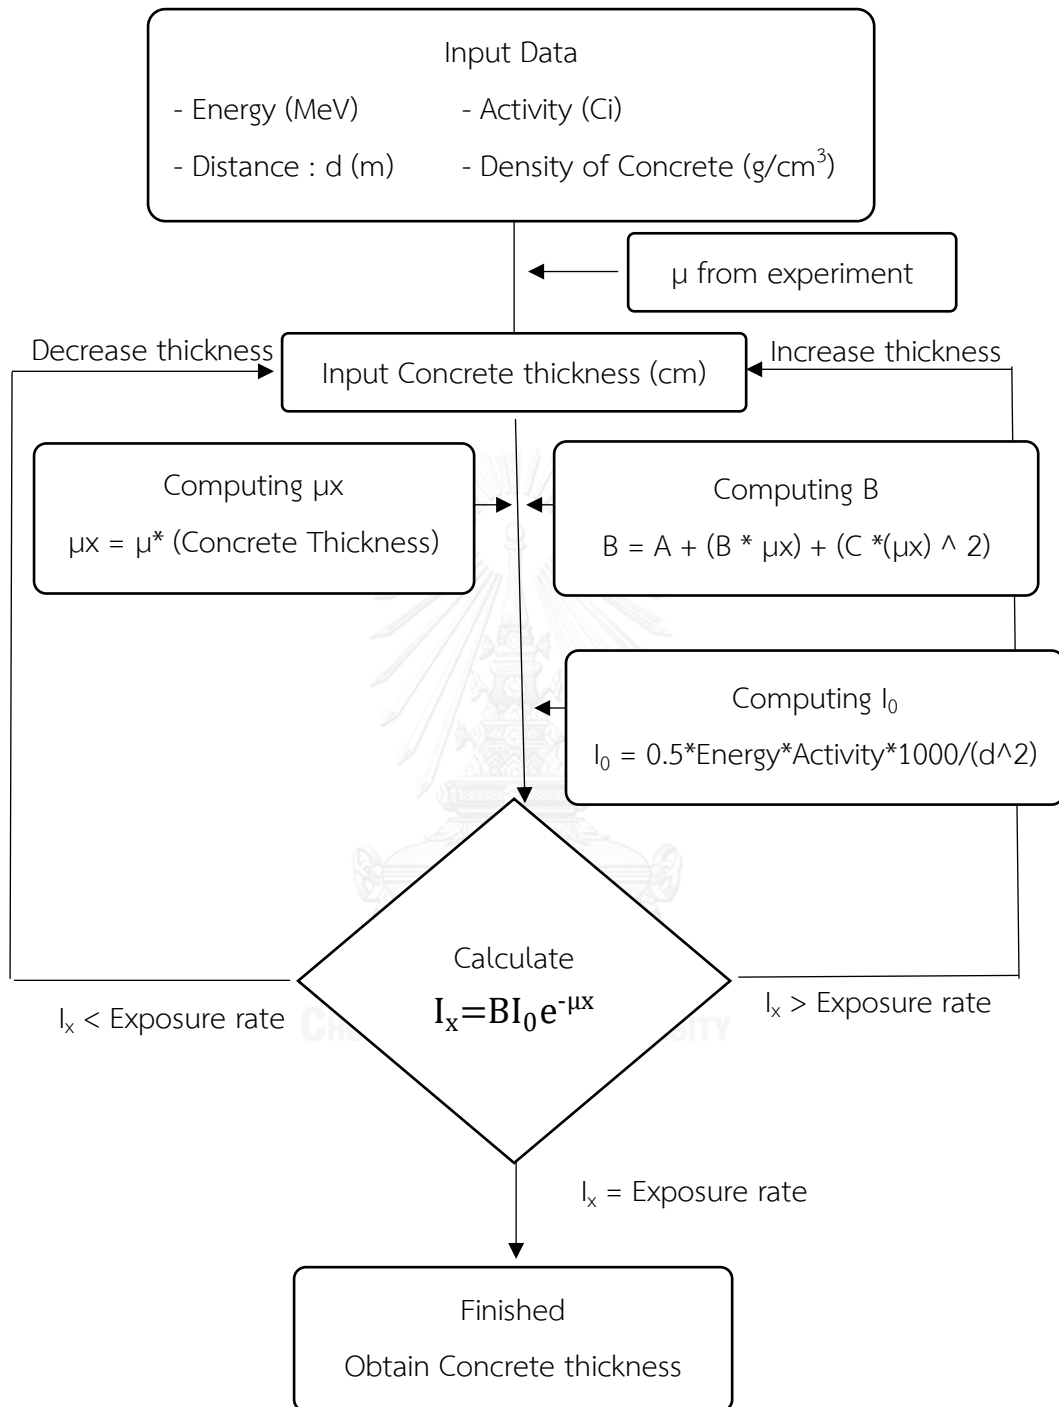 Input Data
- Energy (MeV) - Activity (Ci)
- Distance : d (m) - Density of Concrete (g/cm³)
µ from experiment
Decrease thickness
Increase thickness
Input Concrete thickness (cm)
Computing µx
µx = µ* (Concrete Thickness)
Computing B
B = A + (B * µx) + (C *(µx) ^ 2)
Computing I₀
I₀ = 0.5*Energy*Activity*1000/(d^2)
Calculate
Iₓ=BI₀e^-µx
Iₓ < Exposure rate
Iₓ > Exposure rate
Iₓ = Exposure rate
Finished
Obtain Concrete thickness